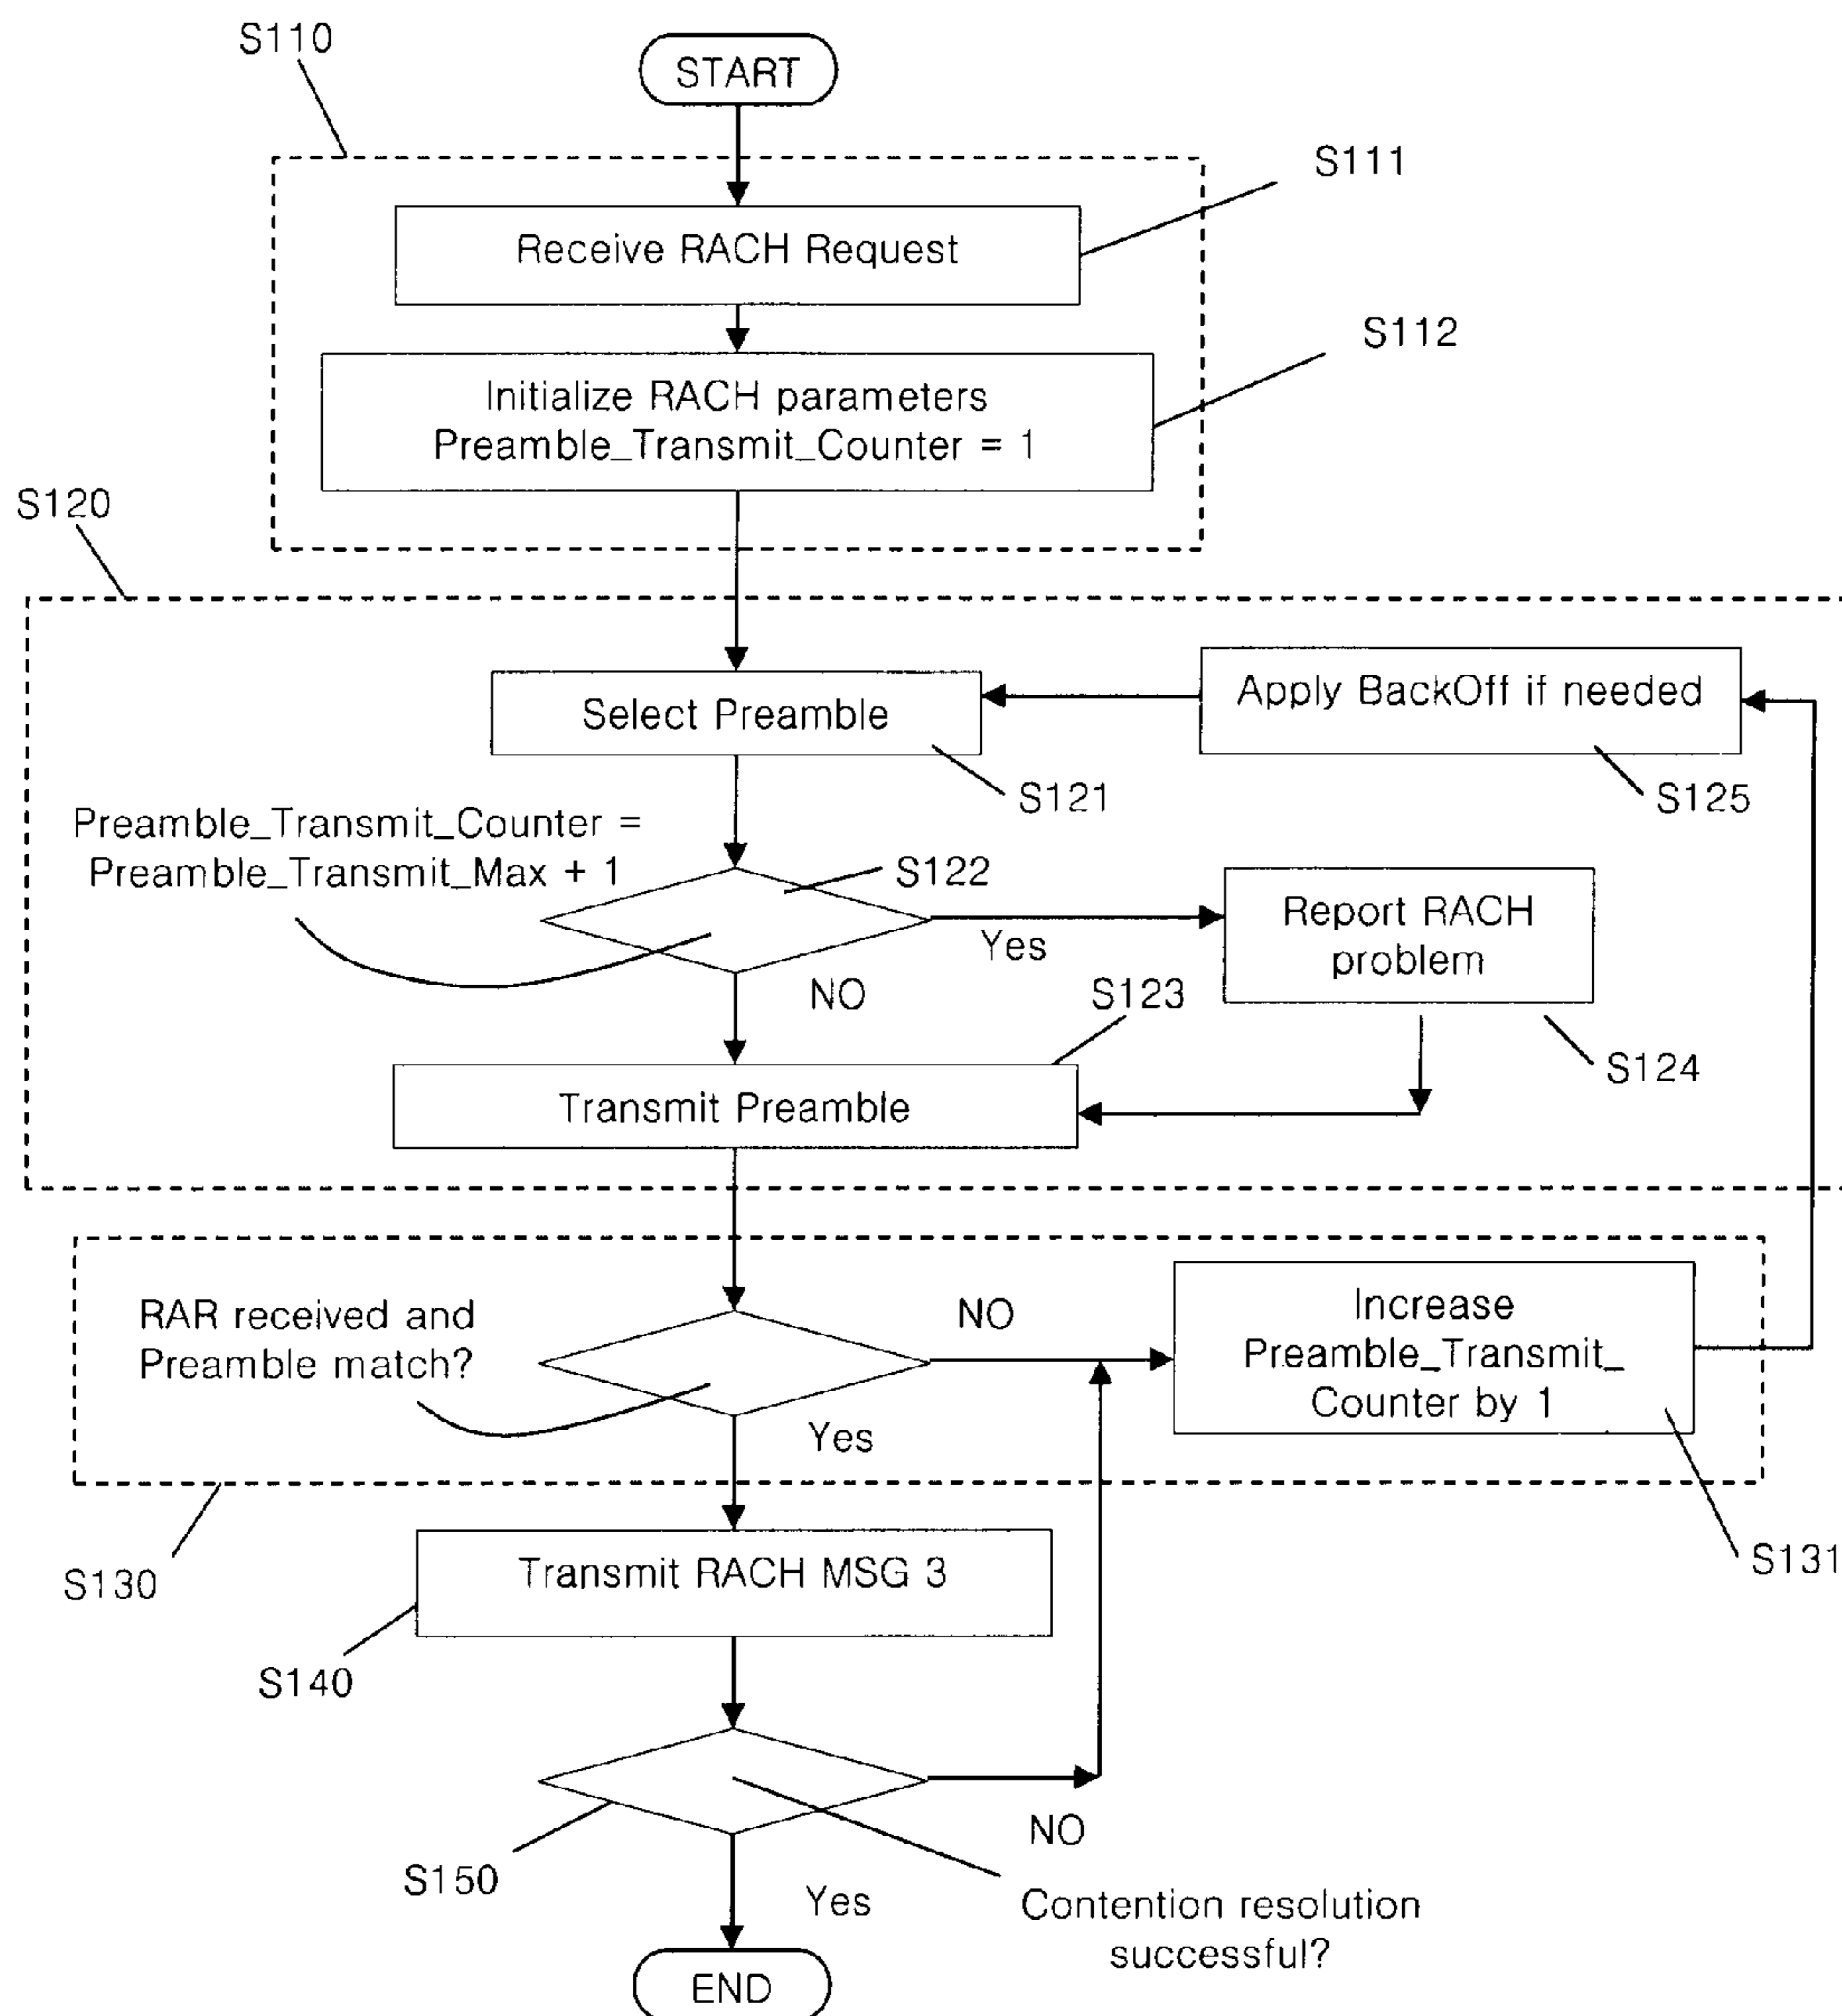 S110
START
S111
Receive RACH Request
S112
Initialize RACH parameters
Preamble_Transmit_Counter = 1
S120
Select Preamble
Apply BackOff if needed
S121
S125
Preamble_Transmit_Counter =
Preamble_Transmit_Max + 1
S122
Report RACH
problem
Yes
NO
S123
S124
Transmit Preamble
RAR received and
Preamble match?
NO
Increase
Preamble_Transmit_
Counter by 1
Yes
S131
S130
Transmit RACH MSG 3
S140
NO
S150
Yes
Contention resolution
successful?
END